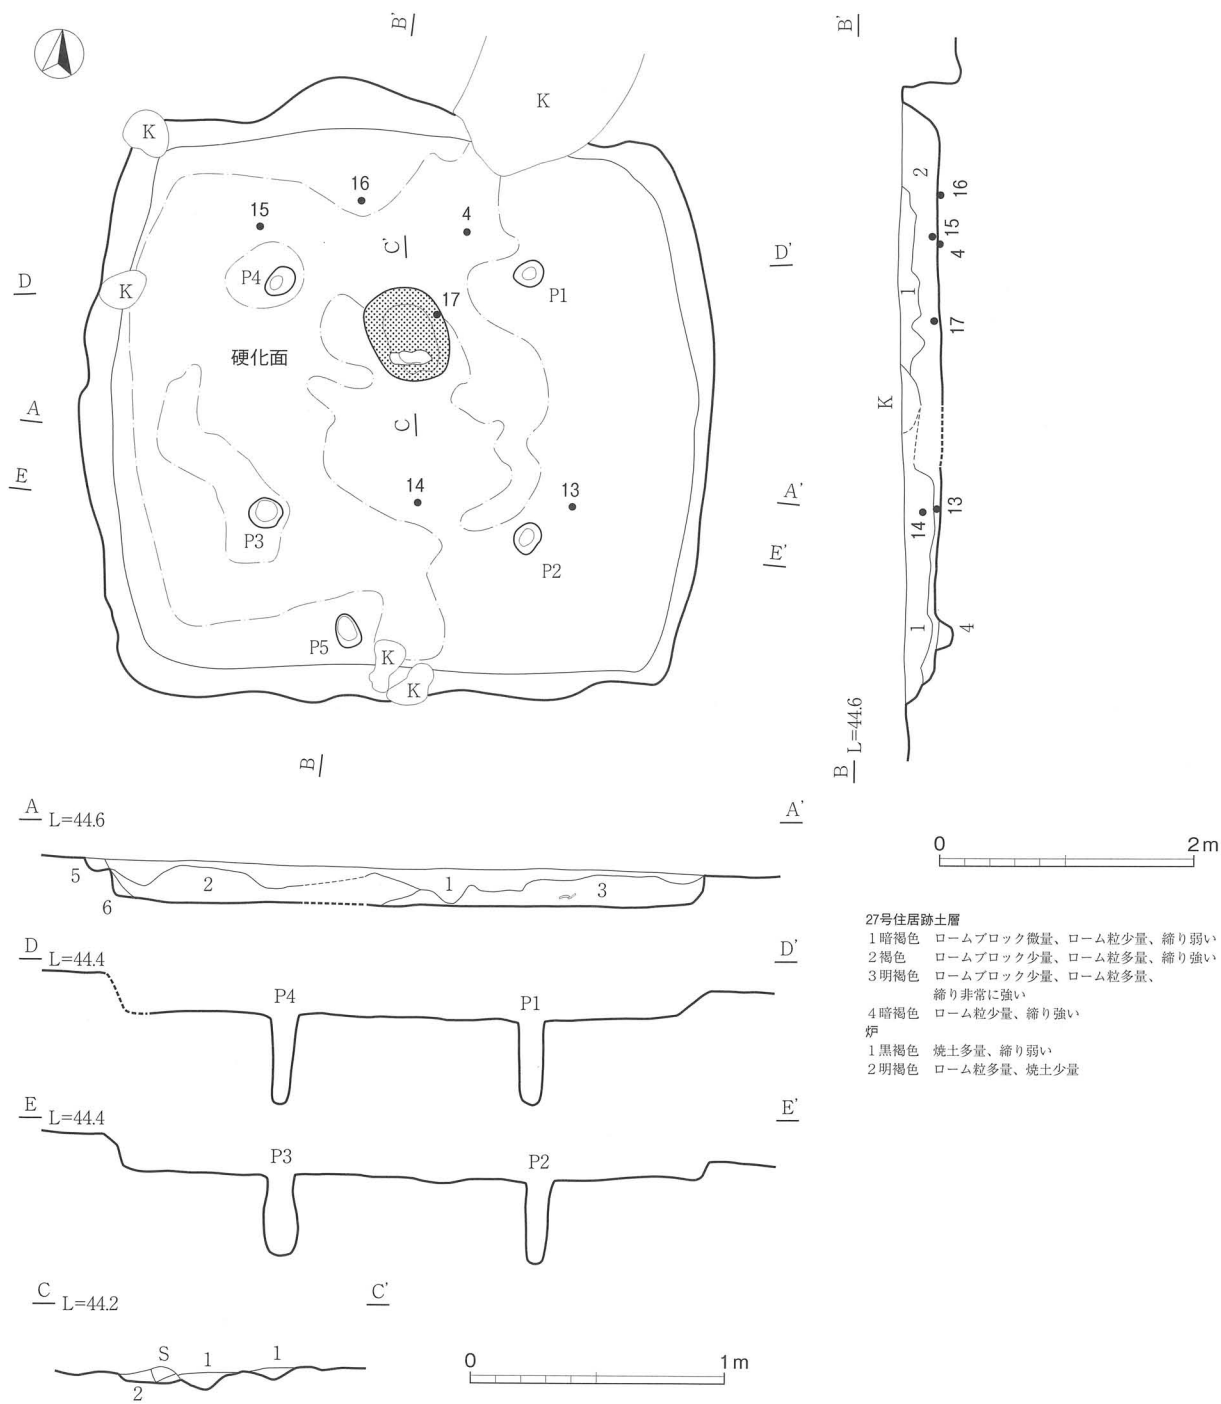 B'
K
K
16
15
4
C'
D
D'
P4
P1
K
17
硬化面
A
C
E
A'
14
13
P3
P2
E'
P5
K
K
B
B'
2
16
15
4
1
17
K
13
14
1
4
B L=44.6
A L=44.6
A'
5
2
1
3
6
D L=44.4
D'
P4
P1
E L=44.4
E'
P3
P2
C L=44.2
C'
S
1
1
2
0
1m
0
2m
27号住居跡土層
1暗褐色 ロームブロック微量、ローム粒少量、締り弱い
2褐色 ロームブロック少量、ローム粒多量、締り強い
3明褐色 ロームブロック少量、ローム粒多量、
締り非常に強い
4暗褐色 ローム粒少量、締り強い
炉
1黒褐色 焼土多量、締り弱い
2明褐色 ローム粒多量、焼土少量